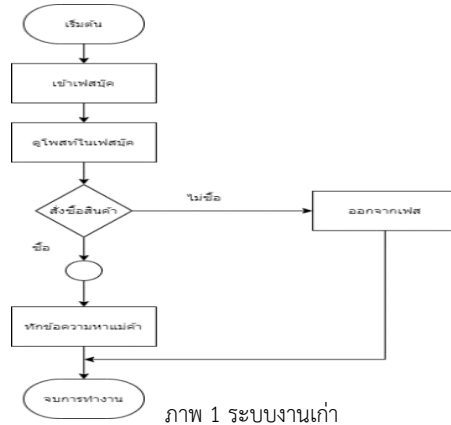 เริ่มต้น
เข้าเฟสบุ๊ค
ดูโพสท์ในเฟสบุ๊ค
สั่งซื้อสินค้า
ไม่ซื้อ
ออกจากเฟส
ซื้อ
ทักข้อความหาแม่ค้า
จบการทำงาน
ภาพ 1 ระบบงานเก่า